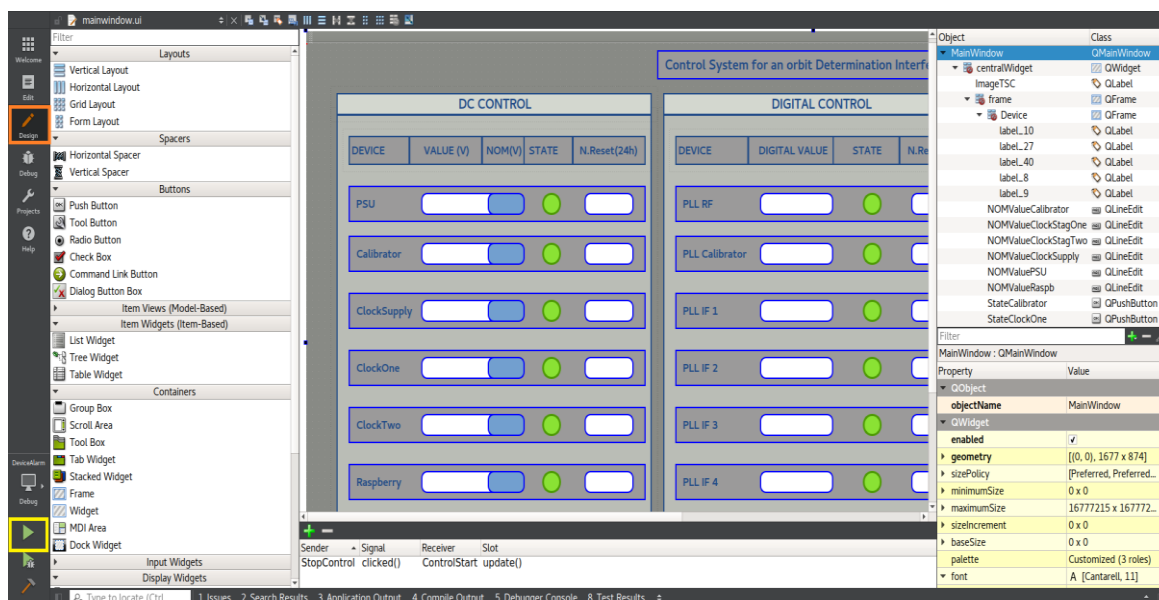 mainwindow.ui
Welcome
Edit
Design
Debug
Projects
Help
DeviceAlarm
Debug
Filter
Layouts
Vertical Layout
Horizontal Layout
Grid Layout
Form Layout
Spacers
Horizontal Spacer
Vertical Spacer
Buttons
Push Button
Tool Button
Radio Button
Check Box
Command Link Button
Dialog Button Box
Item Views (Model-Based)
Item Widgets (Item-Based)
List Widget
Tree Widget
Table Widget
Containers
Group Box
Scroll Area
Tool Box
Tab Widget
Stacked Widget
Frame
Widget
MDI Area
Dock Widget
Input Widgets
Display Widgets
Control System for an orbit Determination Interf
DC CONTROL
DEVICE VALUE (V) NOM(V) STATE N.Reset(24h)
PSU
Calibrator
ClockSupply
ClockOne
ClockTwo
Raspberry
DIGITAL CONTROL
DEVICE DIGITAL VALUE STATE N.Re
PLL RF
PLL Calibrator
PLL IF 1
PLL IF 2
PLL IF 3
PLL IF 4
Sender Signal Receiver Slot
StopControl clicked() ControlStart update()
Object Class
MainWindow QMainWindow
centralWidget QWidget
ImageTSC QLabel
frame QFrame
Device QFrame
label_10 QLabel
label_27 QLabel
label_40 QLabel
label_8 QLabel
label_9 QLabel
NOMValueCalibrator QLineEdit
NOMValueClockStagOne QLineEdit
NOMValueClockStagTwo QLineEdit
NOMValueClockSupply QLineEdit
NOMValuePSU QLineEdit
NOMValueRaspb QLineEdit
StateCalibrator QPushButton
StateClockOne QPushButton
Filter
MainWindow : QMainWindow
Property Value
QObject
objectName MainWindow
QWidget
enabled
geometry [(0, 0), 1677 x 874]
sizePolicy [Preferred, Preferred...
minimumSize 0 x 0
maximumSize 16777215 x 167772...
sizeIncrement 0 x 0
baseSize 0 x 0
palette Customized (3 roles)
font A [Cantarell, 11]
Type to locate (Ctrl 1 Issues 2 Search Results 3 Application Output 4 Compile Output 5 Debugger Console 8 Test Results